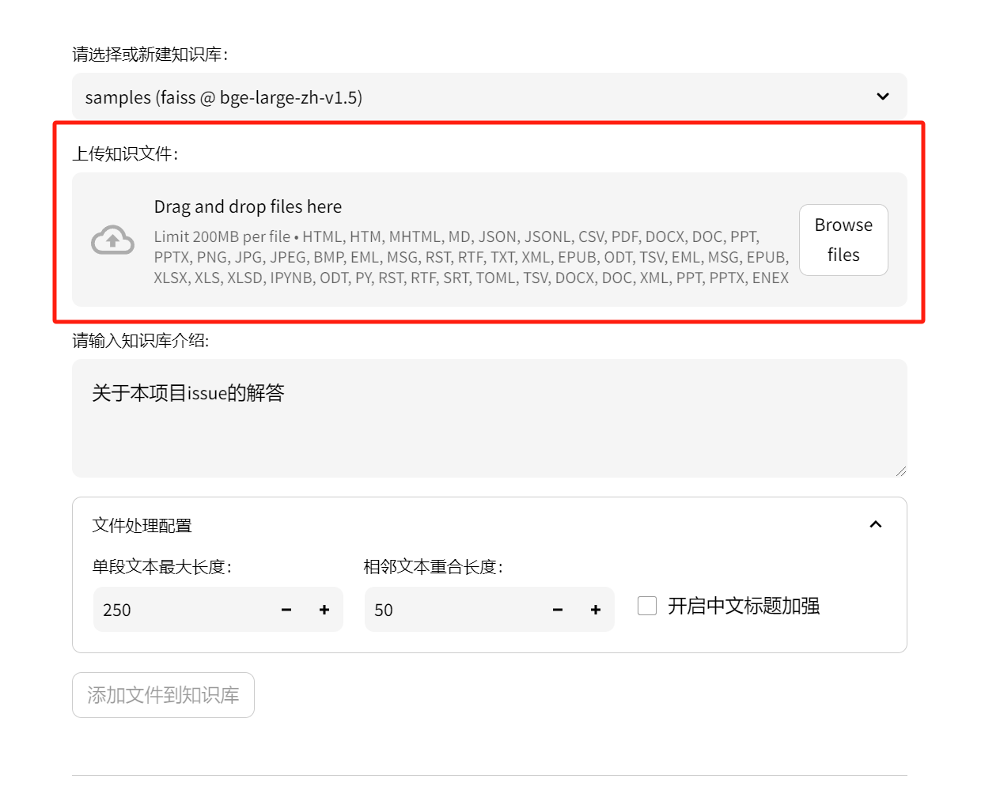 请选择或新建知识库：
samples (faiss @ bge-large-zh-v1.5)
上传知识文件：
Drag and drop files here
Limit 200MB per file • HTML, HTM, MHTML, MD, JSON, JSONL, CSV, PDF, DOCX, DOC, PPT,
PPTX, PNG, JPG, JPEG, BMP, EML, MSG, RST, RTF, TXT, XML, EPUB, ODT, TSV, EML, MSG, EPUB,
XLSX, XLS, XLSD, IPYNB, ODT, PY, RST, RTF, SRT, TOML, TSV, DOCX, DOC, XML, PPT, PPTX, ENEX
Browse
files
请输入知识库介绍:
关于本项目issue的解答
文件处理配置
单段文本最大长度：
相邻文本重合长度：
250
50
开启中文标题加强
添加文件到知识库